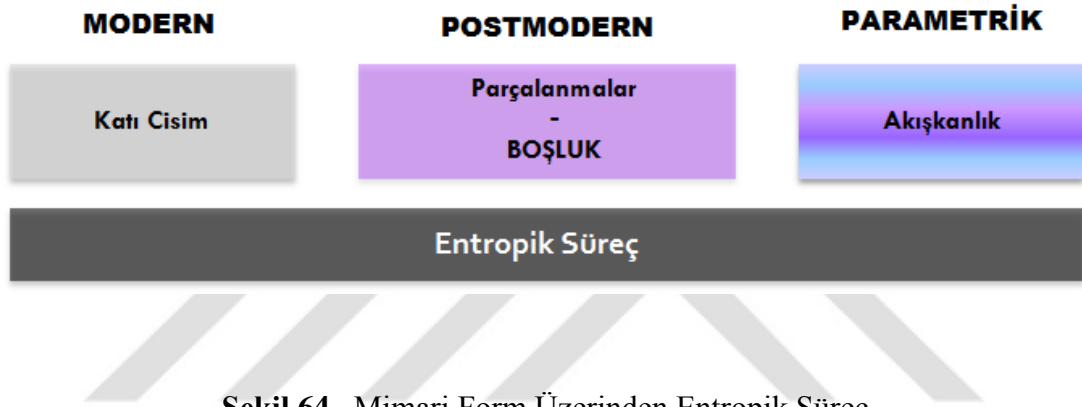 MODERN
POSTMODERN
PARAMETRİK
Katı Cisim
Parçalanmalar
-
BOŞLUK
Akışkanlık
Entropik Süreç
Şekil 64. Mimari Form Üzerinden Entropik Süreç